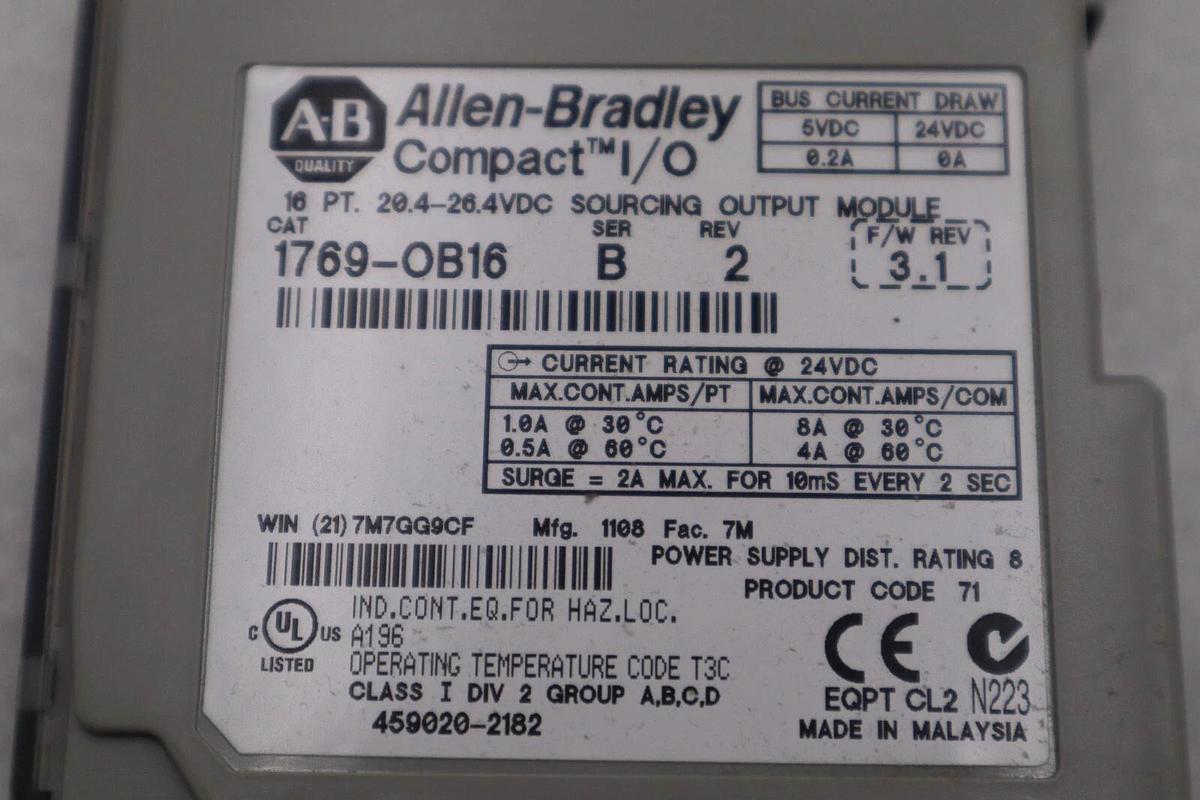 A-B
QUALITY
Allen-Bradley
Compact™ I/O
BUS CURRENT DRAW
5VDC 24VDC
0.2A 0A
16 PT. 20.4-26.4VDC SOURCING OUTPUT MODULE
CAT SER REV F/W REV
1769-OB16 B 2 3.1
CURRENT RATING @ 24VDC
MAX.CONT.AMPS/PT MAX.CONT.AMPS/COM
1.0A @ 30°C 8A @ 30°C
0.5A @ 60°C 4A @ 60°C
SURGE = 2A MAX. FOR 10mS EVERY 2 SEC
WIN (21) 7M7GG9CF Mfg. 1108 Fac. 7M
POWER SUPPLY DIST. RATING 8
PRODUCT CODE 71
C UL US
LISTED
IND.CONT.EQ.FOR HAZ.LOC.
A196
OPERATING TEMPERATURE CODE T3C
CLASS I DIV 2 GROUP A,B,C,D
459020-2182
CE
EQPT CL2 N223
MADE IN MALAYSIA